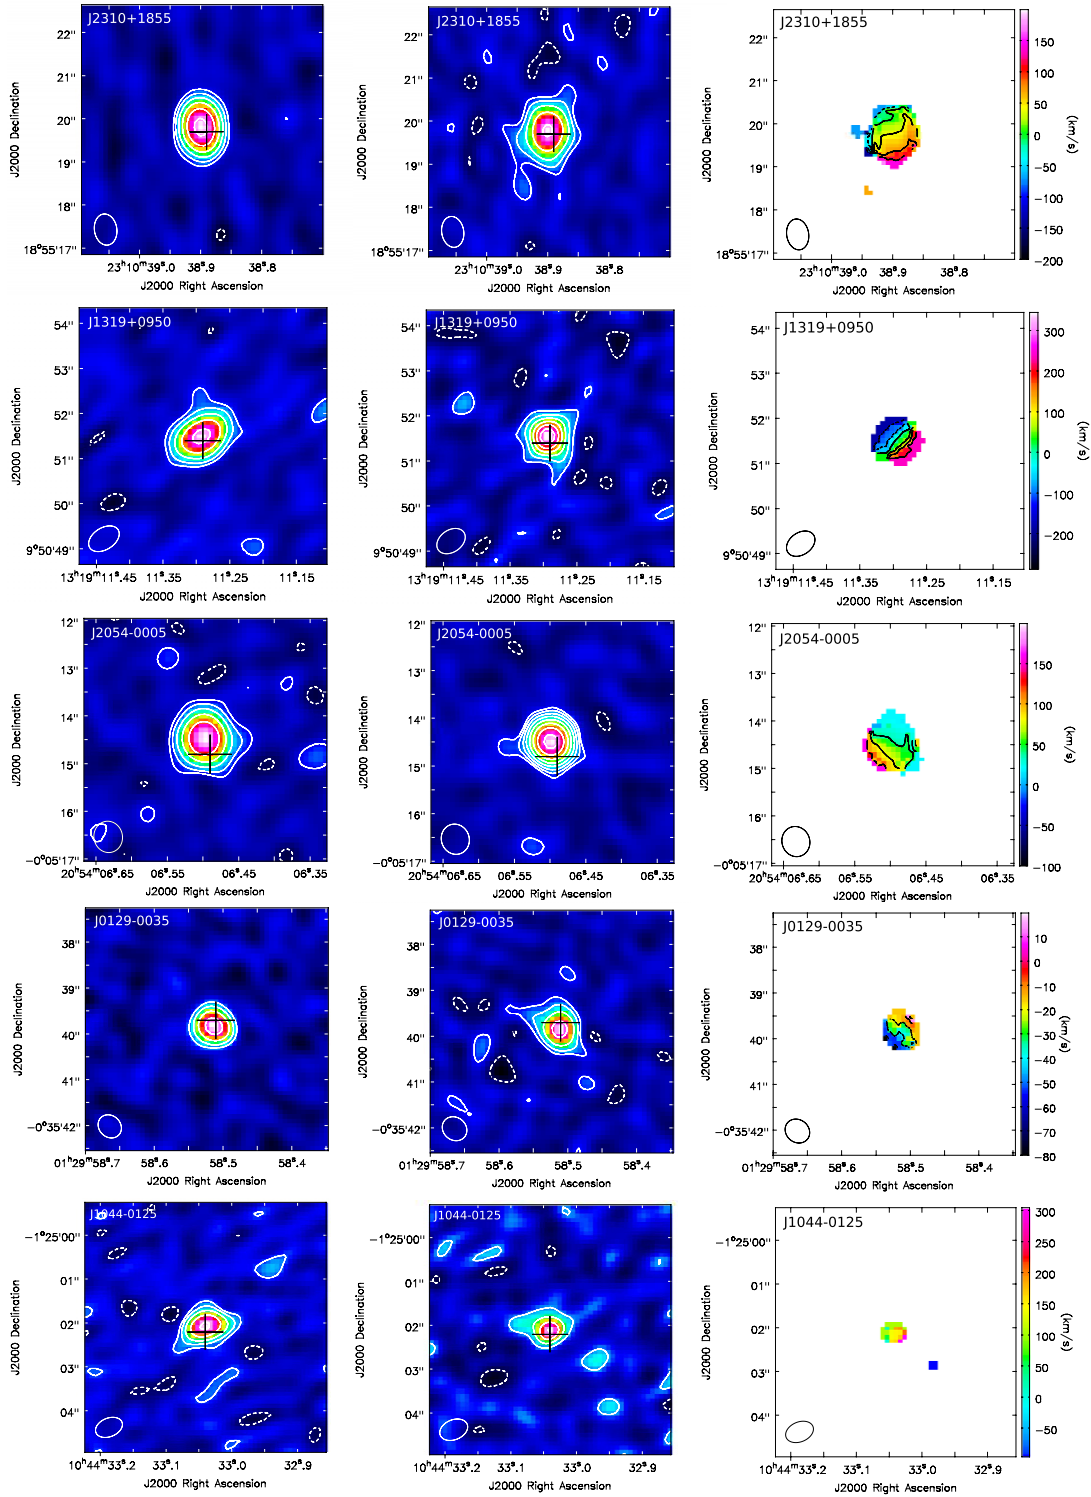 J2310+1855
J2000 Declination
22''
21''
20''
19''
18''
18°55'17''
23ʰ10ᵐ39ˢ.0
38ˢ.9
38ˢ.8
J2000 Right Ascension
J2310+1855
J2000 Declination
22''
21''
20''
19''
18''
18°55'17''
23ʰ10ᵐ39ˢ.0
38ˢ.9
38ˢ.8
J2000 Right Ascension
J2310+1855
J2000 Declination
22''
21''
20''
19''
18''
18°55'17''
23ʰ10ᵐ39ˢ.0
38ˢ.9
38ˢ.8
J2000 Right Ascension
150
100
50
0
−50
−100
−150
−200
(km/s)
J1319+0950
J2000 Declination
54''
53''
52''
51''
50''
9°50'49''
13ʰ19ᵐ11ˢ.45
11ˢ.35
11ˢ.25
11ˢ.15
J2000 Right Ascension
J1319+0950
J2000 Declination
54''
53''
52''
51''
50''
9°50'49''
13ʰ19ᵐ11ˢ.45
11ˢ.35
11ˢ.25
11ˢ.15
J2000 Right Ascension
J1319+0950
J2000 Declination
54''
53''
52''
51''
50''
9°50'49''
13ʰ19ᵐ11ˢ.45
11ˢ.35
11ˢ.25
11ˢ.15
J2000 Right Ascension
300
200
100
0
−100
−200
(km/s)
J2054-0005
J2000 Declination
12''
13''
14''
15''
16''
−0°05'17''
20ʰ54ᵐ06ˢ.65
06ˢ.55
06ˢ.45
06ˢ.35
J2000 Right Ascension
J2054-0005
J2000 Declination
12''
13''
14''
15''
16''
−0°05'17''
20ʰ54ᵐ06ˢ.65
06ˢ.55
06ˢ.45
06ˢ.35
J2000 Right Ascension
J2054-0005
J2000 Declination
12''
13''
14''
15''
16''
−0°05'17''
20ʰ54ᵐ06ˢ.65
06ˢ.55
06ˢ.45
06ˢ.35
J2000 Right Ascension
150
100
50
0
−50
−100
(km/s)
J0129-0035
J2000 Declination
38''
39''
40''
41''
−0°35'42''
01ʰ29ᵐ58ˢ.7
58ˢ.6
58ˢ.5
58ˢ.4
J2000 Right Ascension
J0129-0035
J2000 Declination
38''
39''
40''
41''
−0°35'42''
01ʰ29ᵐ58ˢ.7
58ˢ.6
58ˢ.5
58ˢ.4
J2000 Right Ascension
J0129-0035
J2000 Declination
38''
39''
40''
41''
−0°35'42''
01ʰ29ᵐ58ˢ.7
58ˢ.6
58ˢ.5
58ˢ.4
J2000 Right Ascension
10
0
−10
−20
−30
−40
−50
−60
−70
−80
(km/s)
J1044-0125
J2000 Declination
−1°25'00''
01''
02''
03''
04''
10ʰ44ᵐ33ˢ.2
33ˢ.1
33ˢ.0
32ˢ.9
J2000 Right Ascension
J1044-0125
J2000 Declination
−1°25'00''
01''
02''
03''
04''
10ʰ44ᵐ33ˢ.2
33ˢ.1
33ˢ.0
32ˢ.9
J2000 Right Ascension
J1044-0125
J2000 Declination
−1°25'00''
01''
02''
03''
04''
10ʰ44ᵐ33ˢ.2
33ˢ.1
33ˢ.0
32ˢ.9
J2000 Right Ascension
300
250
200
150
100
50
0
−50
(km/s)